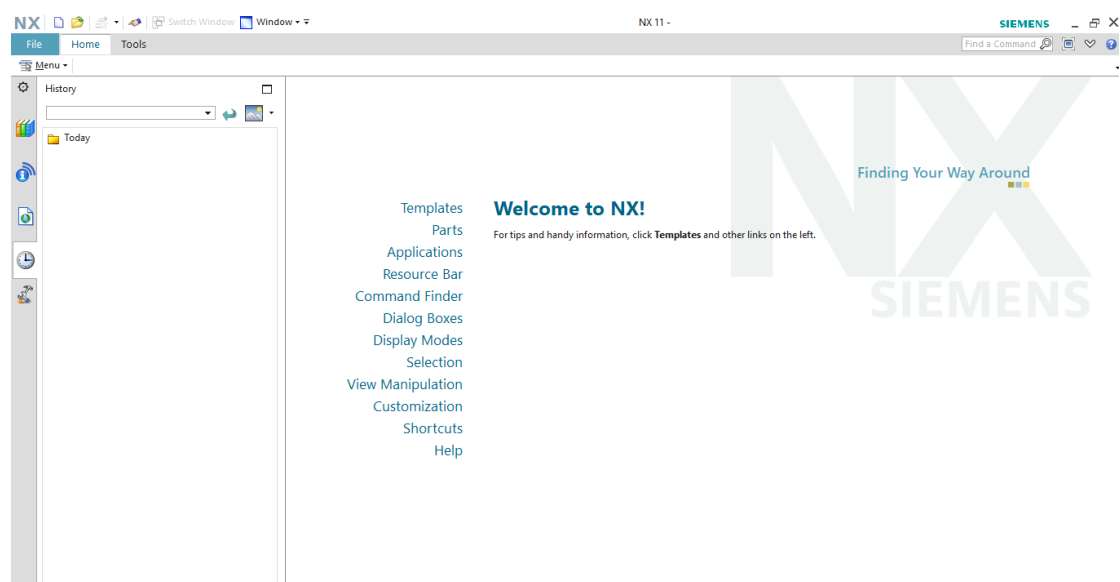 NX Switch Window Window NX 11 - SIEMENS
File Home Tools Find a Command
Menu
History
Today
Finding Your Way Around
Templates
Parts
Applications
Resource Bar
Command Finder
Dialog Boxes
Display Modes
Selection
View Manipulation
Customization
Shortcuts
Help
Welcome to NX!
For tips and handy information, click Templates and other links on the left.
NX
SIEMENS